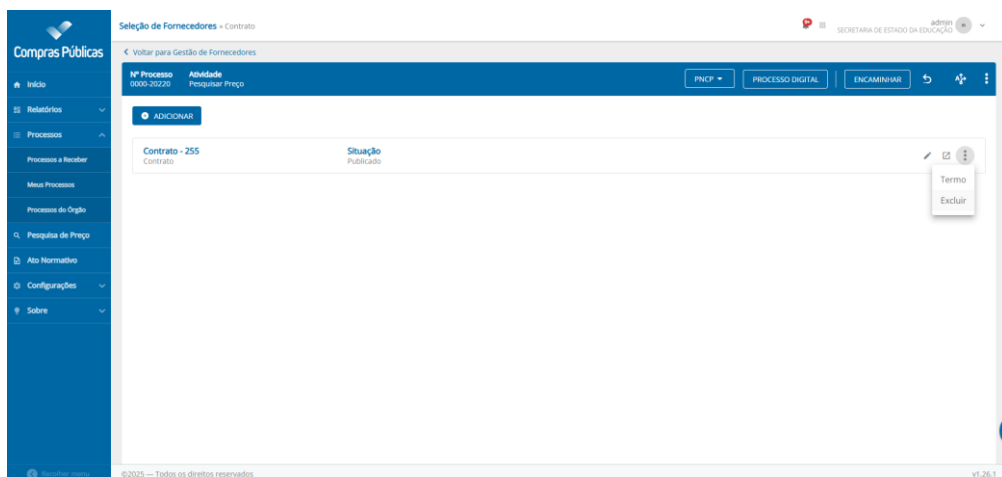 Compras Públicas
Início
Relatórios
Processos
Processos a Receber
Meus Processos
Processos do Órgão
Pesquisa de Preço
Ato Normativo
Configurações
Sobre
Recolher menu
Seleção de Fornecedores » Contrato
9+
admin
SECRETARIA DE ESTADO DA EDUCAÇÃO
Voltar para Gestão de Fornecedores
Nº Processo Atividade
0000-20220 Pesquisar Preço
PNCP PROCESSO DIGITAL ENCAMINHAR
ADICIONAR
Contrato - 255 Situação
Contrato Publicado
Termo
Excluir
©2025 — Todos os direitos reservados v1.26.1